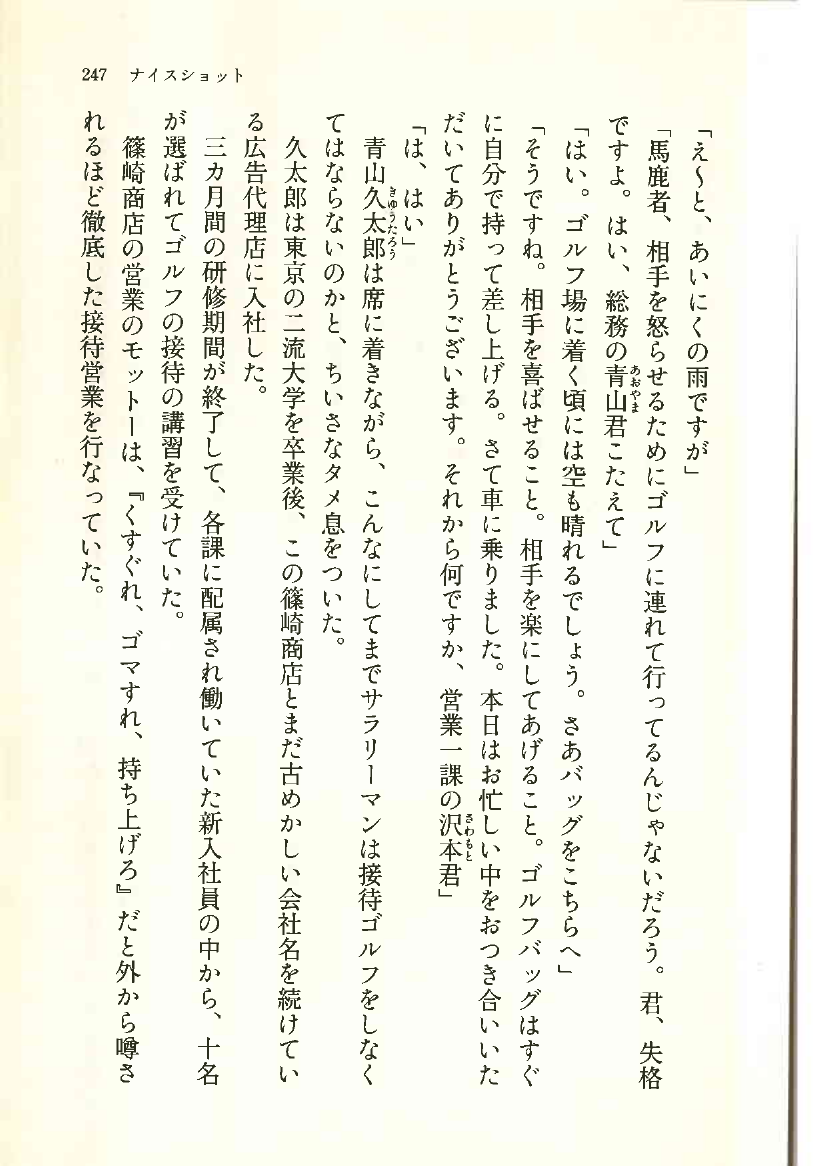 247 ナイスショット
「え〜と、あいにくの雨ですが」
「馬鹿者、相手を怒らせるためにゴルフに連れて行ってるんじゃないだろう。君、失格
ですよ。はい、総務の青山君こたえて」
「はい。ゴルフ場に着く頃には空も晴れるでしょう。さあバッグをこちらへ」
「そうですね。相手を喜ばせること。相手を楽にしてあげること。ゴルフバッグはすぐ
に自分で持って差し上げる。さて車に乗りました。本日はお忙しい中をおつき合いいた
だいてありがとうございます。それから何ですか、営業一課の沢本君」
「は、はい」
青山久太郎は席に着きながら、こんなにしてまでサラリーマンは接待ゴルフをしなく
てはならないのかと、ちいさなタメ息をついた。
久太郎は東京の二流大学を卒業後、この篠崎商店とまだ古めかしい会社名を続けてい
る広告代理店に入社した。
三カ月間の研修期間が終了して、各課に配属され働いていた新入社員の中から、十名
が選ばれてゴルフの接待の講習を受けていた。
篠崎商店の営業のモットーは、『くすぐれ、ゴマすれ、持ち上げろ』だと外から噂さ
れるほど徹底した接待営業を行なっていた。